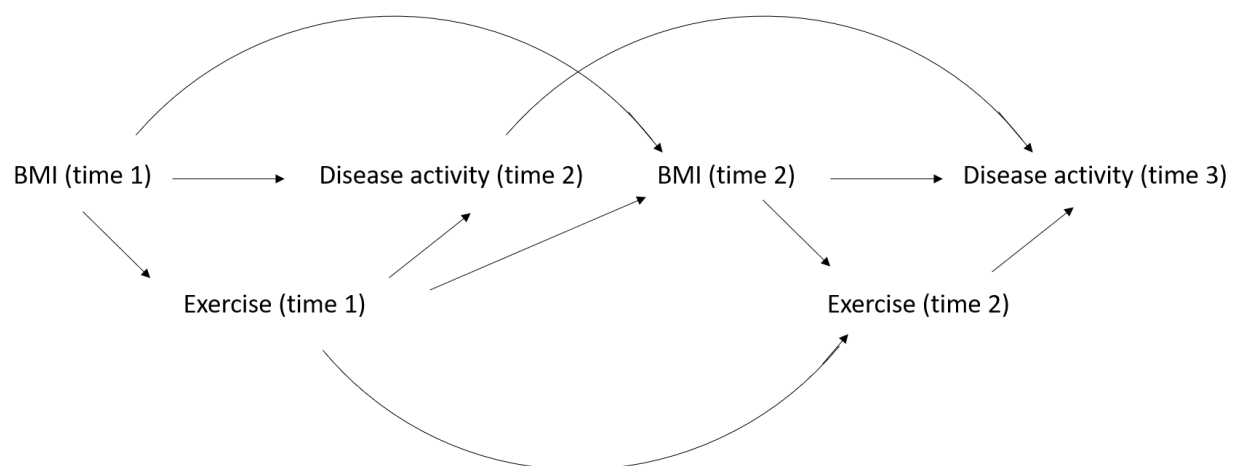 BMI (time 1)
Disease activity (time 2)
BMI (time 2)
Disease activity (time 3)
Exercise (time 1)
Exercise (time 2)